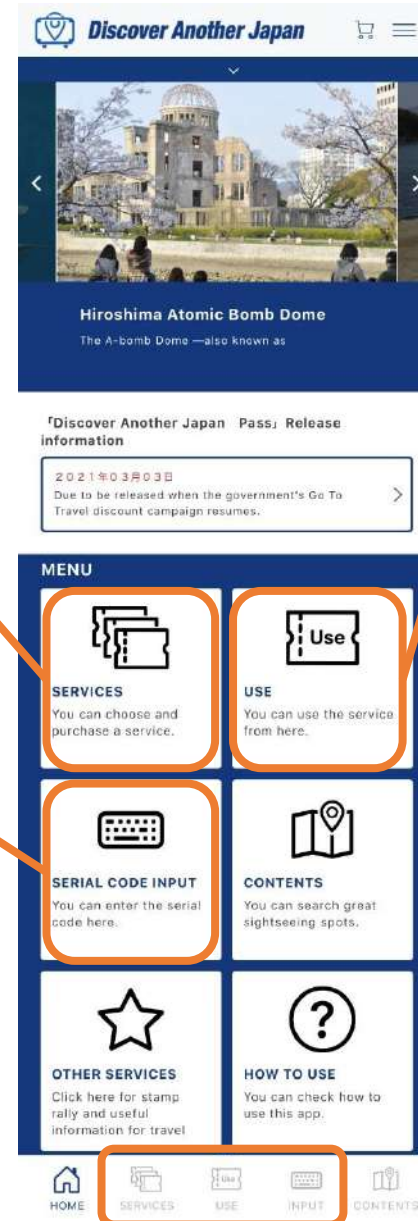 Discover Another Japan
Hiroshima Atomic Bomb Dome
The A-bomb Dome —also known as
「Discover Another Japan Pass」 Release
information
2021年03月03日
Due to be released when the government's Go To
Travel discount campaign resumes.
MENU
SERVICES
You can choose and
purchase a service.
Use
USE
You can use the service
from here.
SERIAL CODE INPUT
You can enter the serial
code here.
CONTENTS
You can search great
sightseeing spots.
OTHER SERVICES
Click here for stamp
rally and useful
information for travel
?
HOW TO USE
You can check how to
use this app.
Use
HOME SERVICES USE INPUT CONTENTS